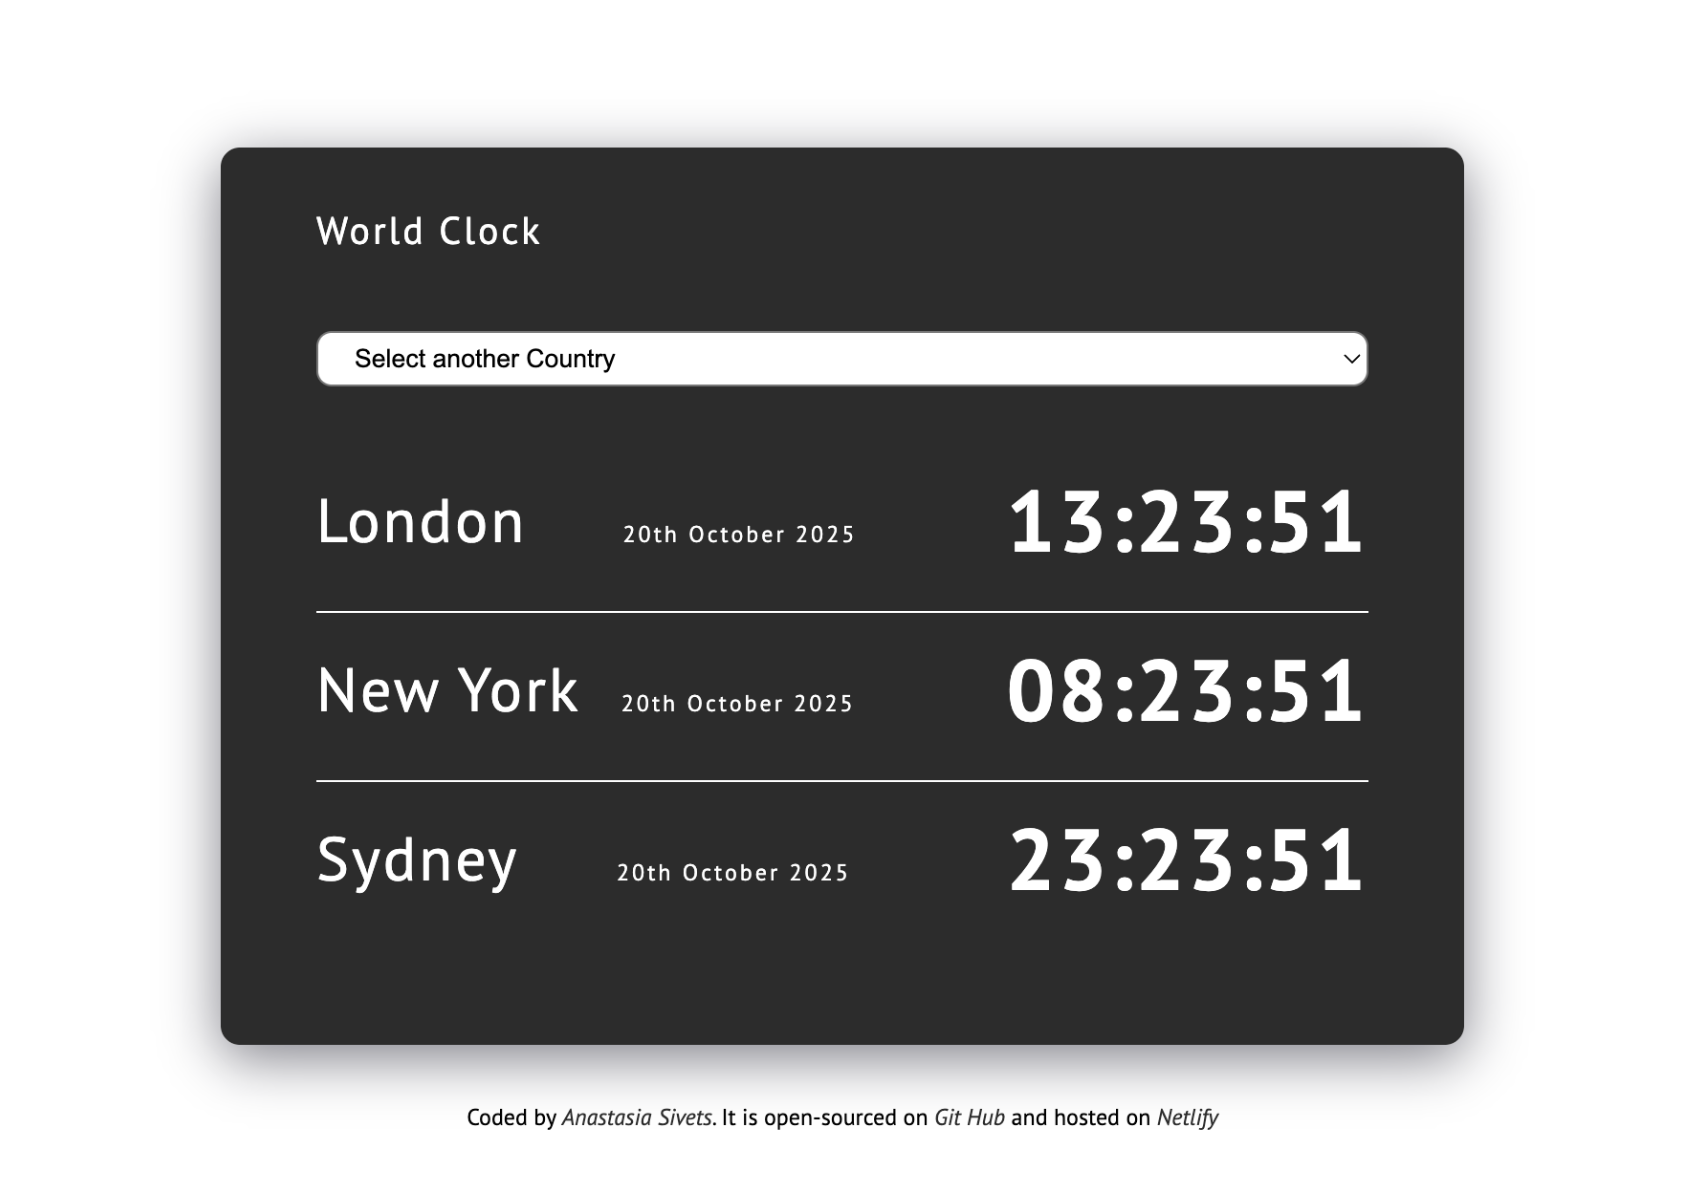 World Clock
Select another Country
London 20th October 2025 13:23:51
New York 20th October 2025 08:23:51
Sydney 20th October 2025 23:23:51
Coded by Anastasia Sivets. It is open-sourced on Git Hub and hosted on Netlify